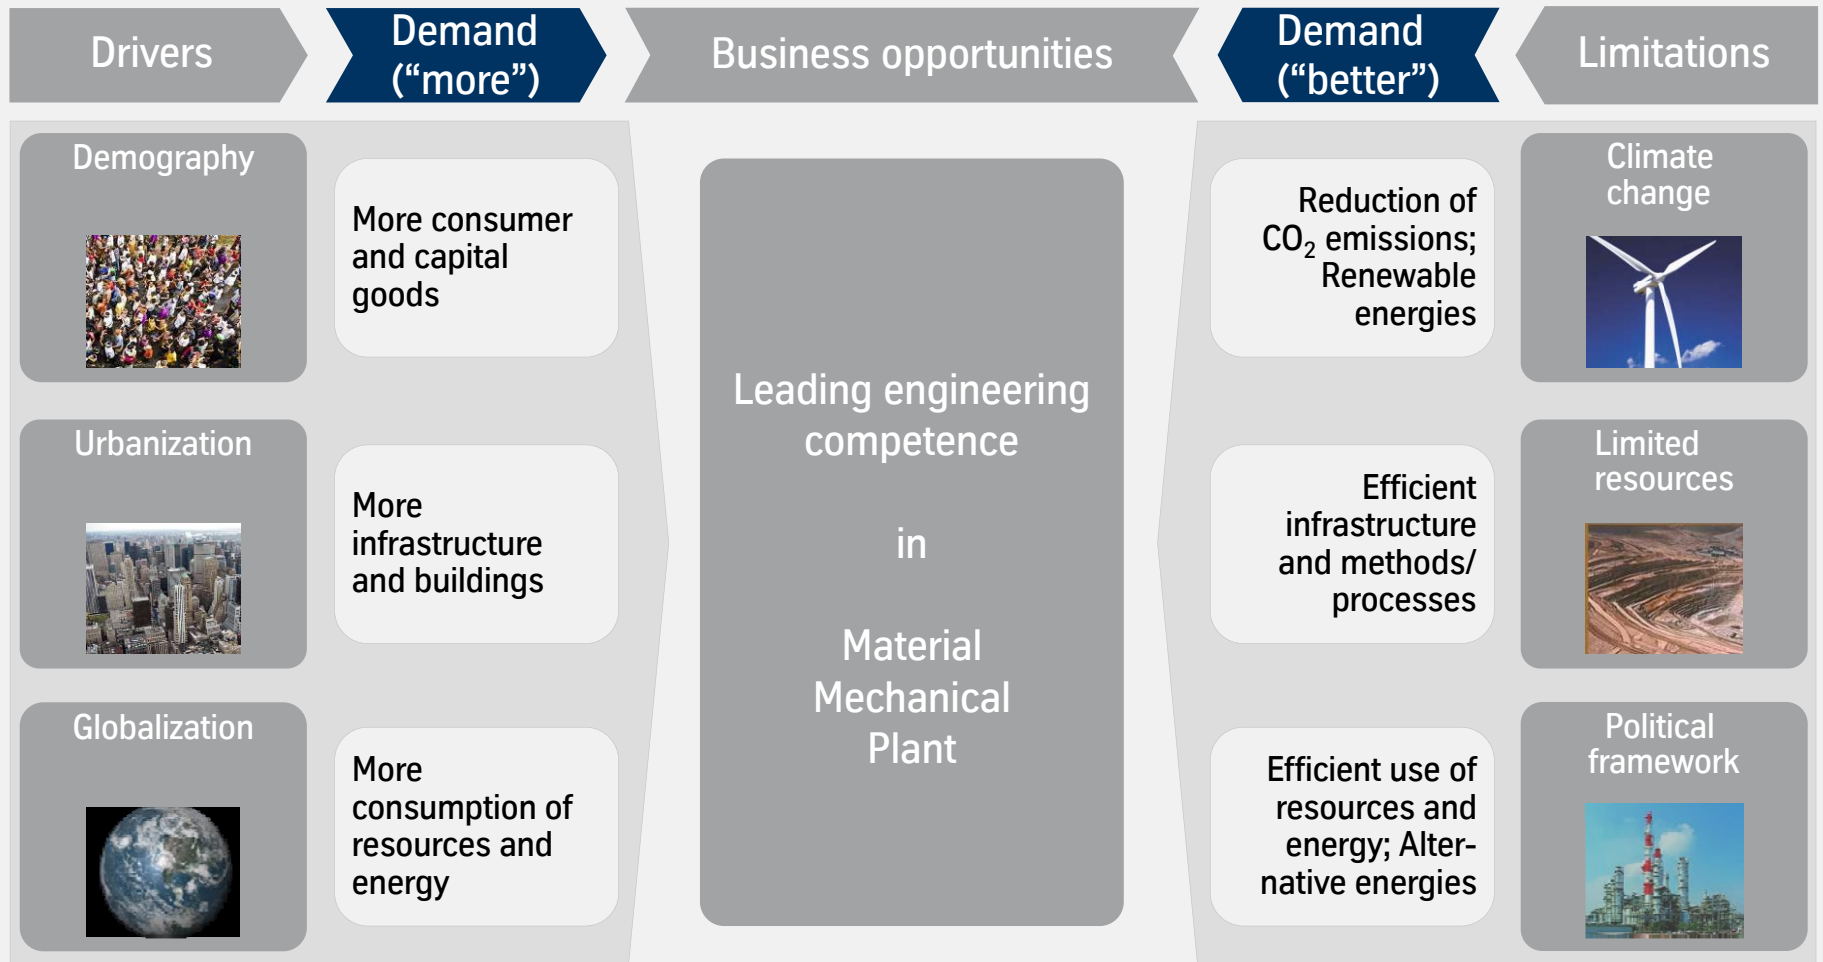 Drivers
Demand
(“more”)
Business opportunities
Demand
(“better”)
Limitations
Demography
More consumer
and capital
goods
Urbanization
More
infrastructure
and buildings
Globalization
More
consumption of
resources and
energy
Leading engineering
competence
in
Material
Mechanical
Plant
Reduction of
CO₂ emissions;
Renewable
energies
Climate
change
Efficient
infrastructure
and methods/
processes
Limited
resources
Efficient use of
resources and
energy; Alter-
native energies
Political
framework